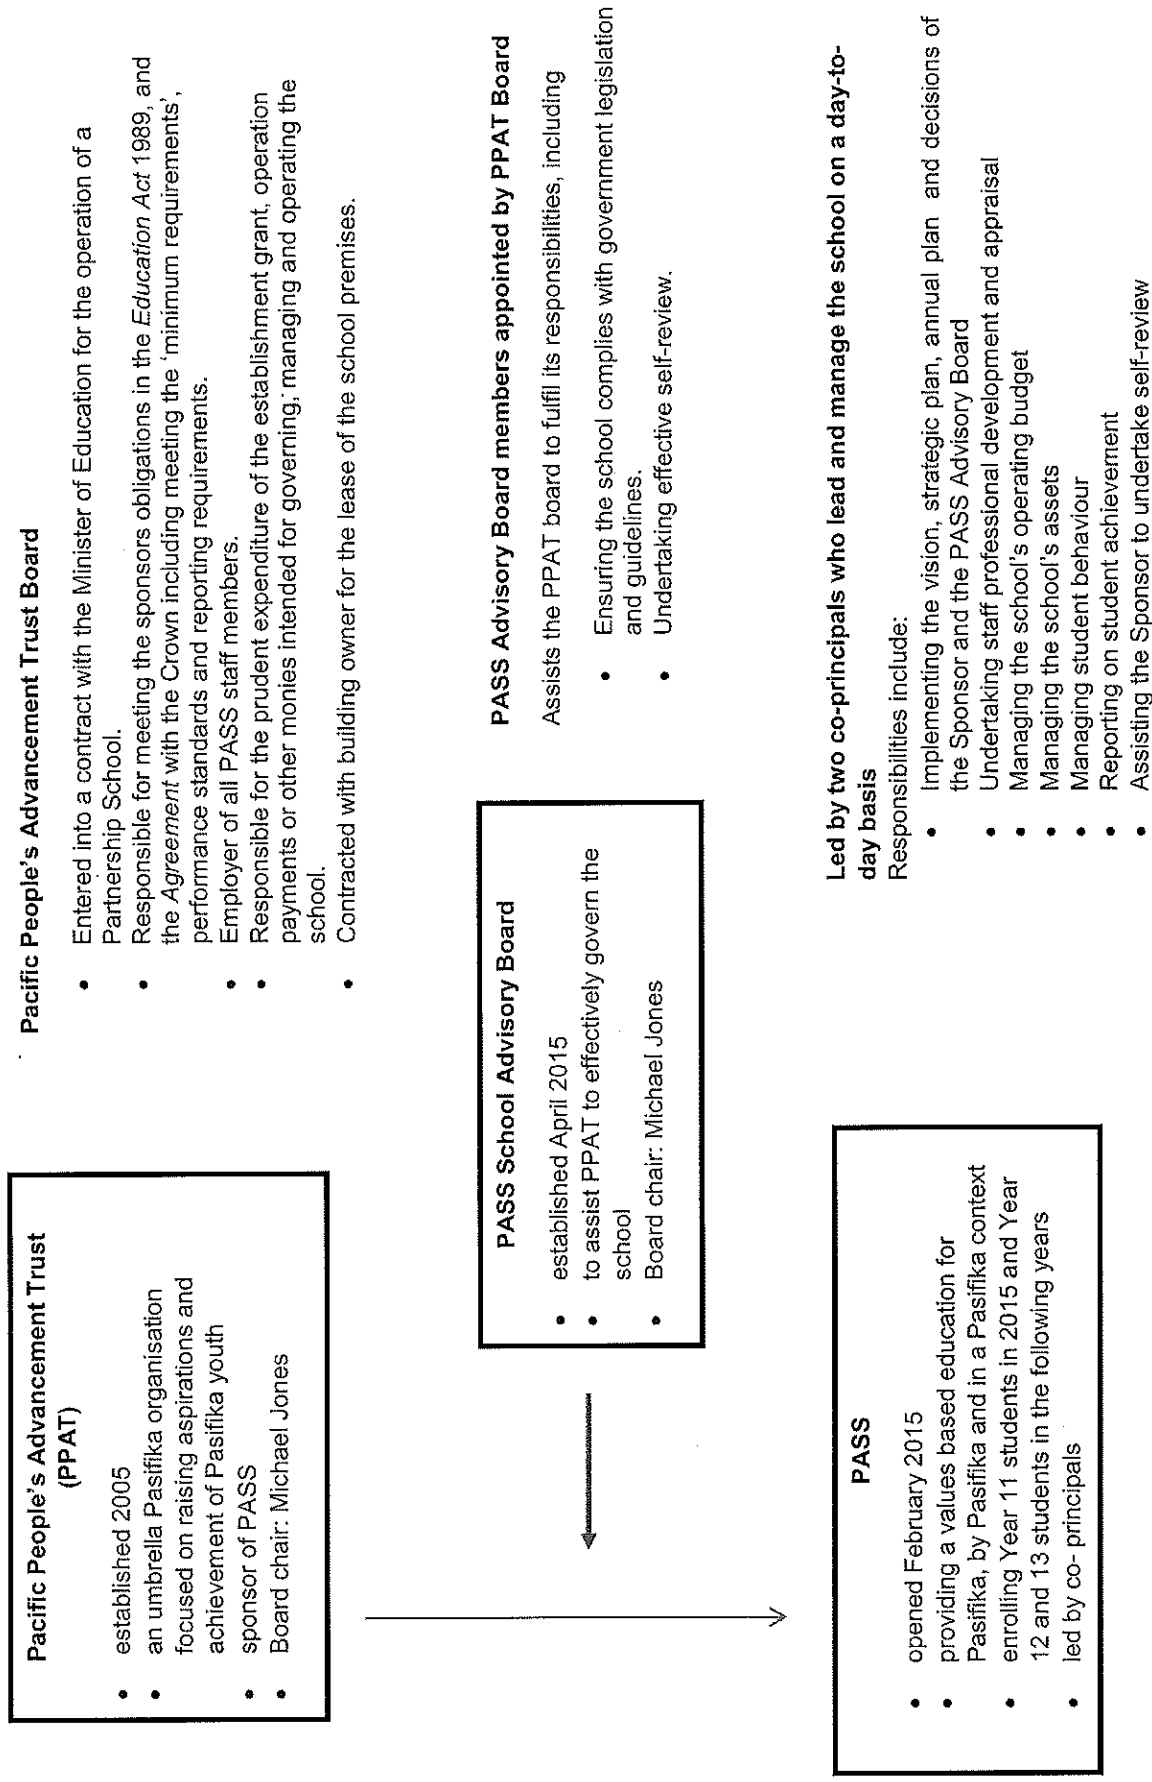 Pacific People's Advancement Trust
(PPAT)
• established 2005
• an umbrella Pasifika organisation
focused on raising aspirations and
achievement of Pasifika youth
• sponsor of PASS
• Board chair: Michael Jones
Pacific People's Advancement Trust Board
• Entered into a contract with the Minister of Education for the operation of a
Partnership School.
• Responsible for meeting the sponsors obligations in the Education Act 1989, and
the Agreement with the Crown including meeting the 'minimum requirements',
performance standards and reporting requirements.
• Employer of all PASS staff members.
• Responsible for the prudent expenditure of the establishment grant, operation
payments or other monies intended for governing, managing and operating the
school.
• Contracted with building owner for the lease of the school premises.
PASS School Advisory Board
• established April 2015
• to assist PPAT to effectively govern the
school
• Board chair: Michael Jones
PASS Advisory Board members appointed by PPAT Board
Assists the PPAT board to fulfil its responsibilities, including
• Ensuring the school complies with government legislation
and guidelines.
• Undertaking effective self-review.
PASS
• opened February 2015
• providing a values based education for
Pasifika, by Pasifika and in a Pasifika context
• enrolling Year 11 students in 2015 and Year
12 and 13 students in the following years
• led by co- principals
Led by two co-principals who lead and manage the school on a day-to-
day basis
Responsibilities include:
• Implementing the vision, strategic plan, annual plan and decisions of
the Sponsor and the PASS Advisory Board
• Undertaking staff professional development and appraisal
• Managing the school's operating budget
• Managing the school's assets
• Managing student behaviour
• Reporting on student achievement
• Assisting the Sponsor to undertake self-review